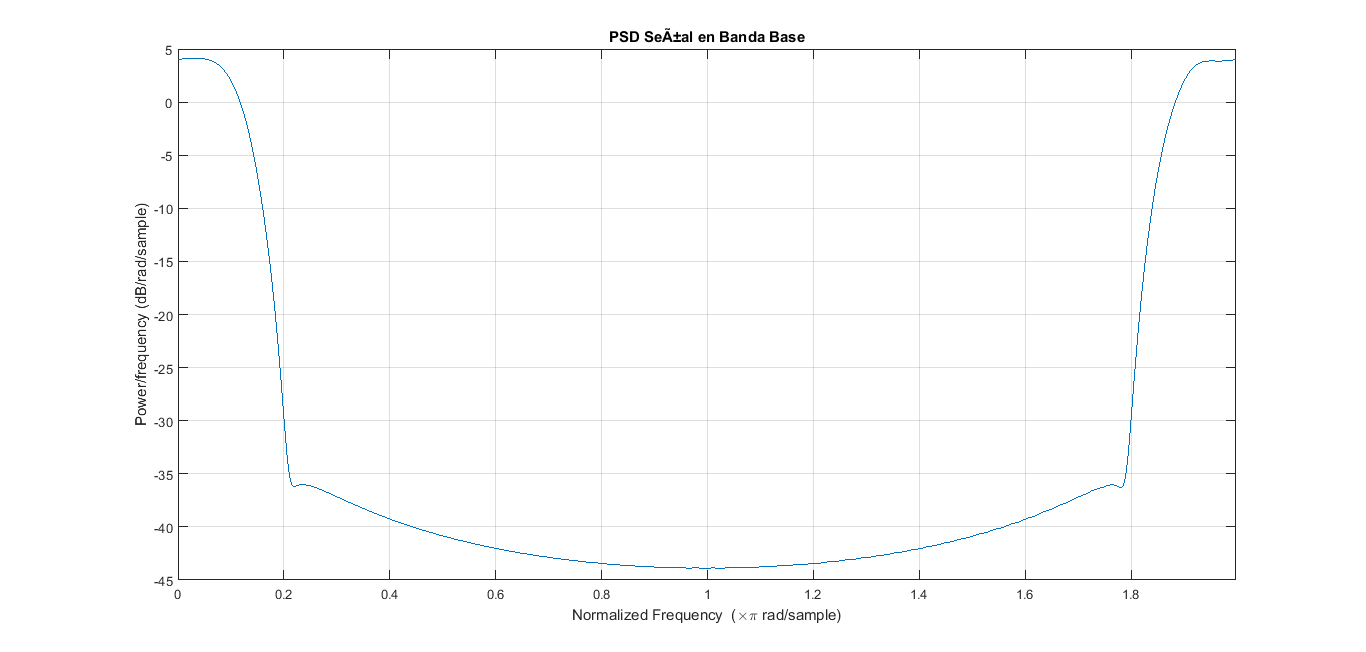 PSD SeÃ±al en Banda Base
Power/frequency (dB/rad/sample)
5
0
-5
-10
-15
-20
-25
-30
-35
-40
-45
0 0.2 0.4 0.6 0.8 1 1.2 1.4 1.6 1.8
Normalized Frequency (×π rad/sample)